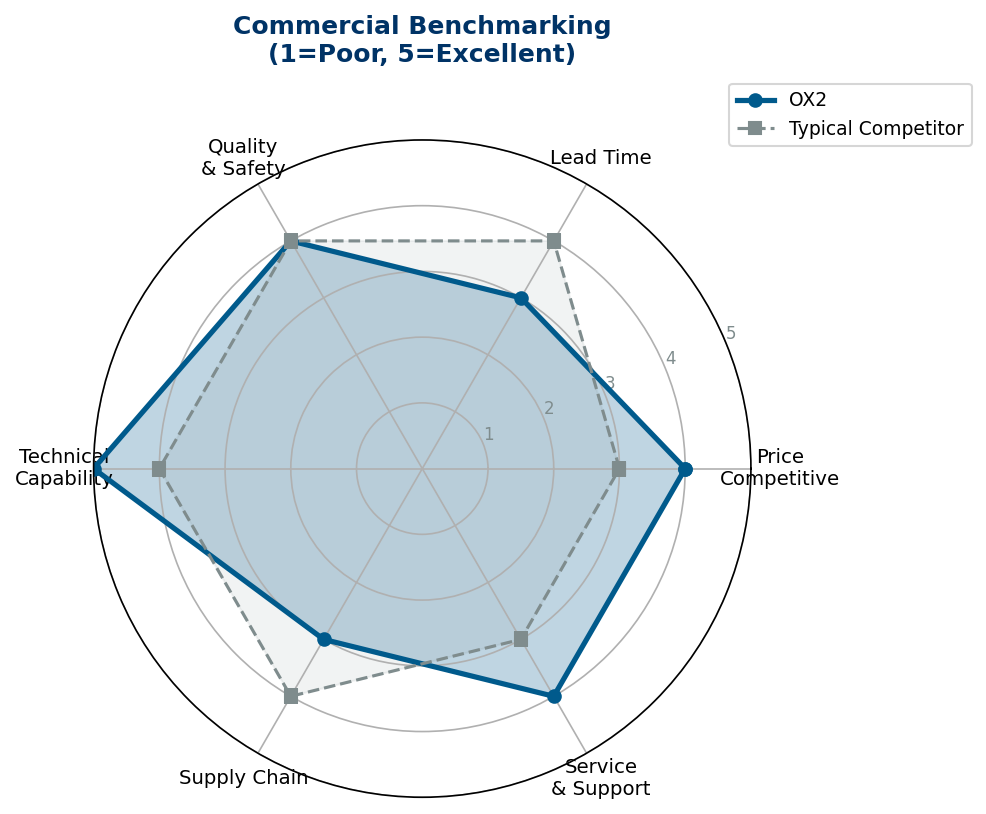 Commercial Benchmarking
(1=Poor, 5=Excellent)
OX2
Typical Competitor
Quality
& Safety
Lead Time
5
4
3
2
1
Technical
Capability
Price
Competitive
Supply Chain
Service
& Support